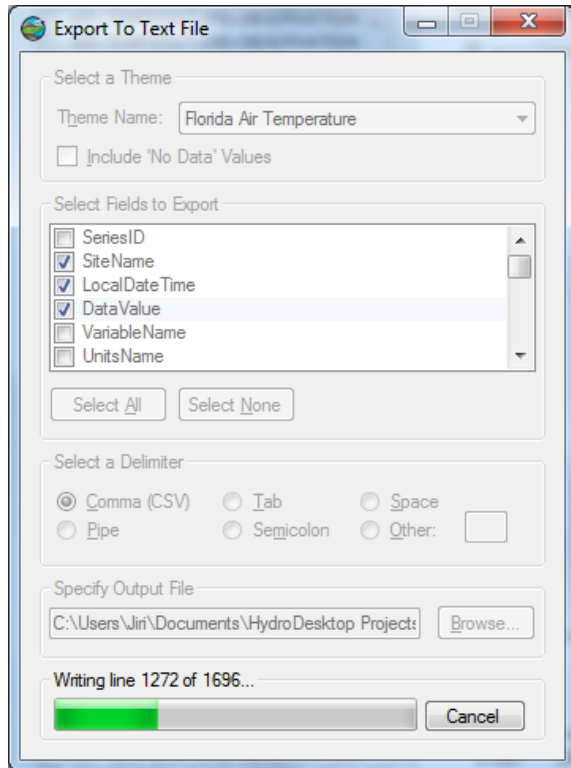 Export To Text File
Select a Theme
Theme Name: Florida Air Temperature
Include 'No Data' Values
Select Fields to Export
SeriesID
SiteName
LocalDateTime
DataValue
VariableName
UnitsName
Select All Select None
Select a Delimiter
Comma (CSV) Tab Space
Pipe Semicolon Other:
Specify Output File
C:\Users\Jiri\Documents\HydroDesktop Projects Browse...
Writing line 1272 of 1696...
Cancel